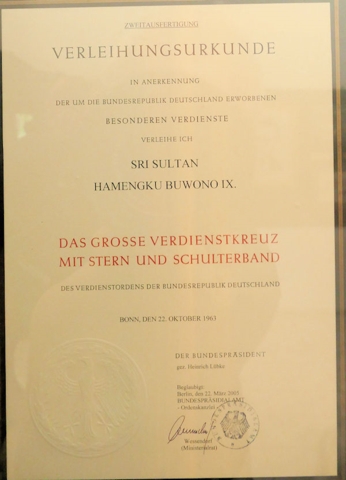 ZWEITAUSFERTIGUNG
VERLEIHUNGSURKUNDE
IN ANERKENNUNG
DER UM DIE BUNDESREPUBLIK DEUTSCHLAND ERWORBENEN
BESONDEREN VERDIENSTE
VERLEIHE ICH
SRI SULTAN
HAMENGKU BUWONO IX.
DAS GROSSE VERDIENSTKREUZ
MIT STERN UND SCHULTERBAND
DES VERDIENSTORDENS DER BUNDESREPUBLIK DEUTSCHLAND
BONN, DEN 22. OKTOBER 1963
DER BUNDESPRÄSIDENT
gez. Heinrich Lübke
Beglaubigt
Berlin, den 22. März 2005
BUNDESPRÄSIDIALAMT
- Ordenskanzlei -